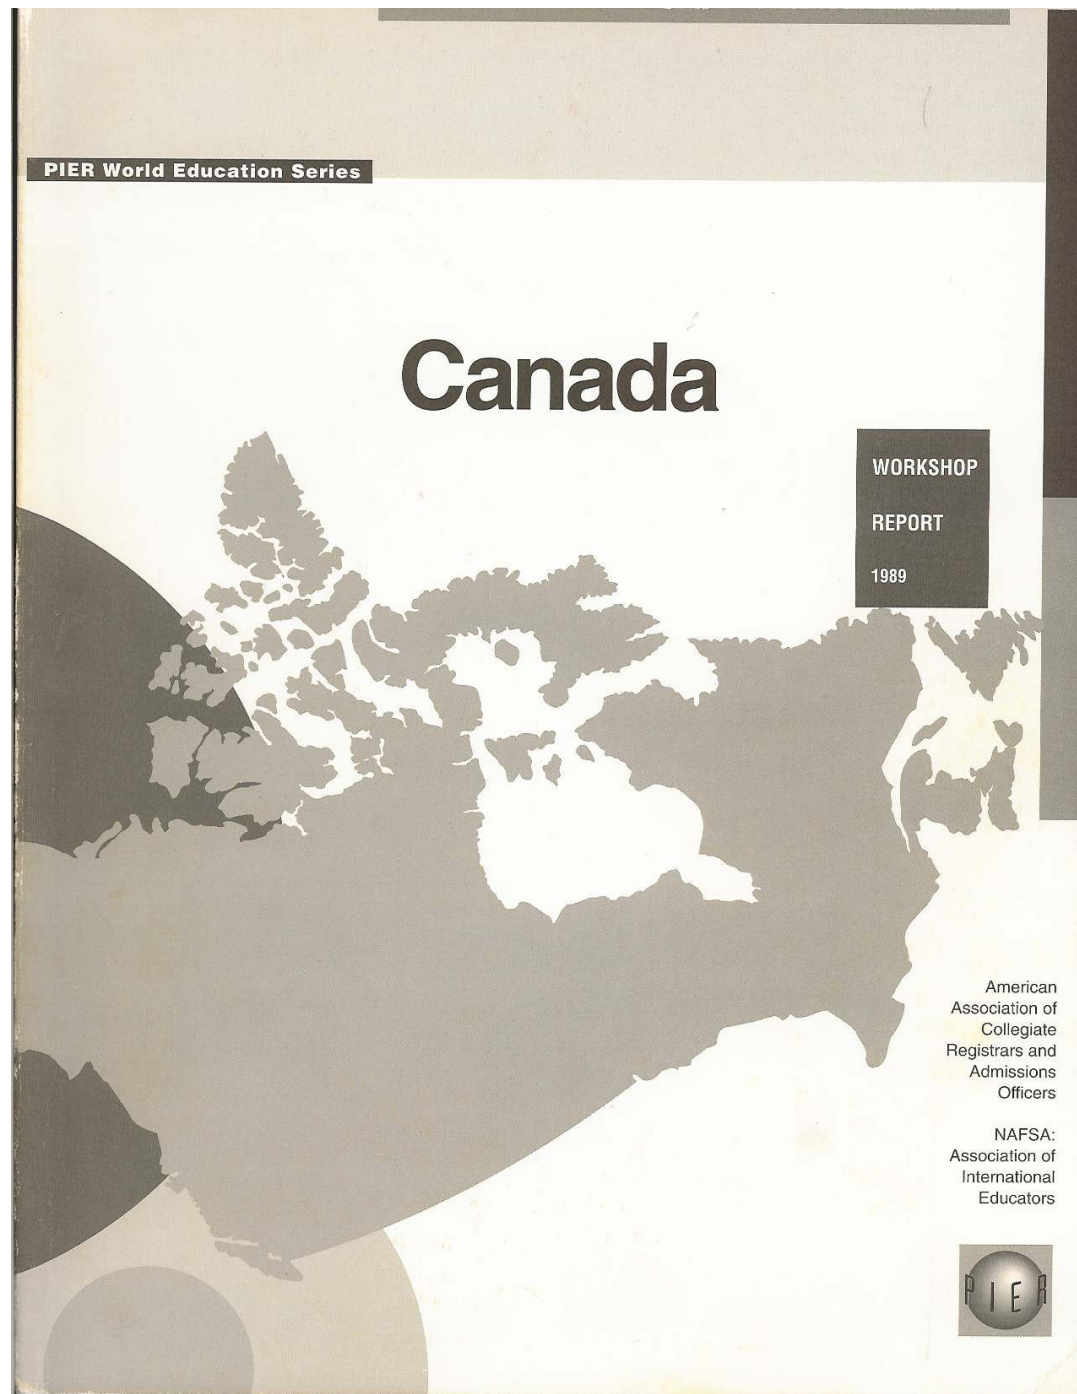 PIER World Education Series
Canada
WORKSHOP
REPORT
1989
American
Association of
Collegiate
Registrars and
Admissions
Officers
NAFSA:
Association of
International
Educators
PIER